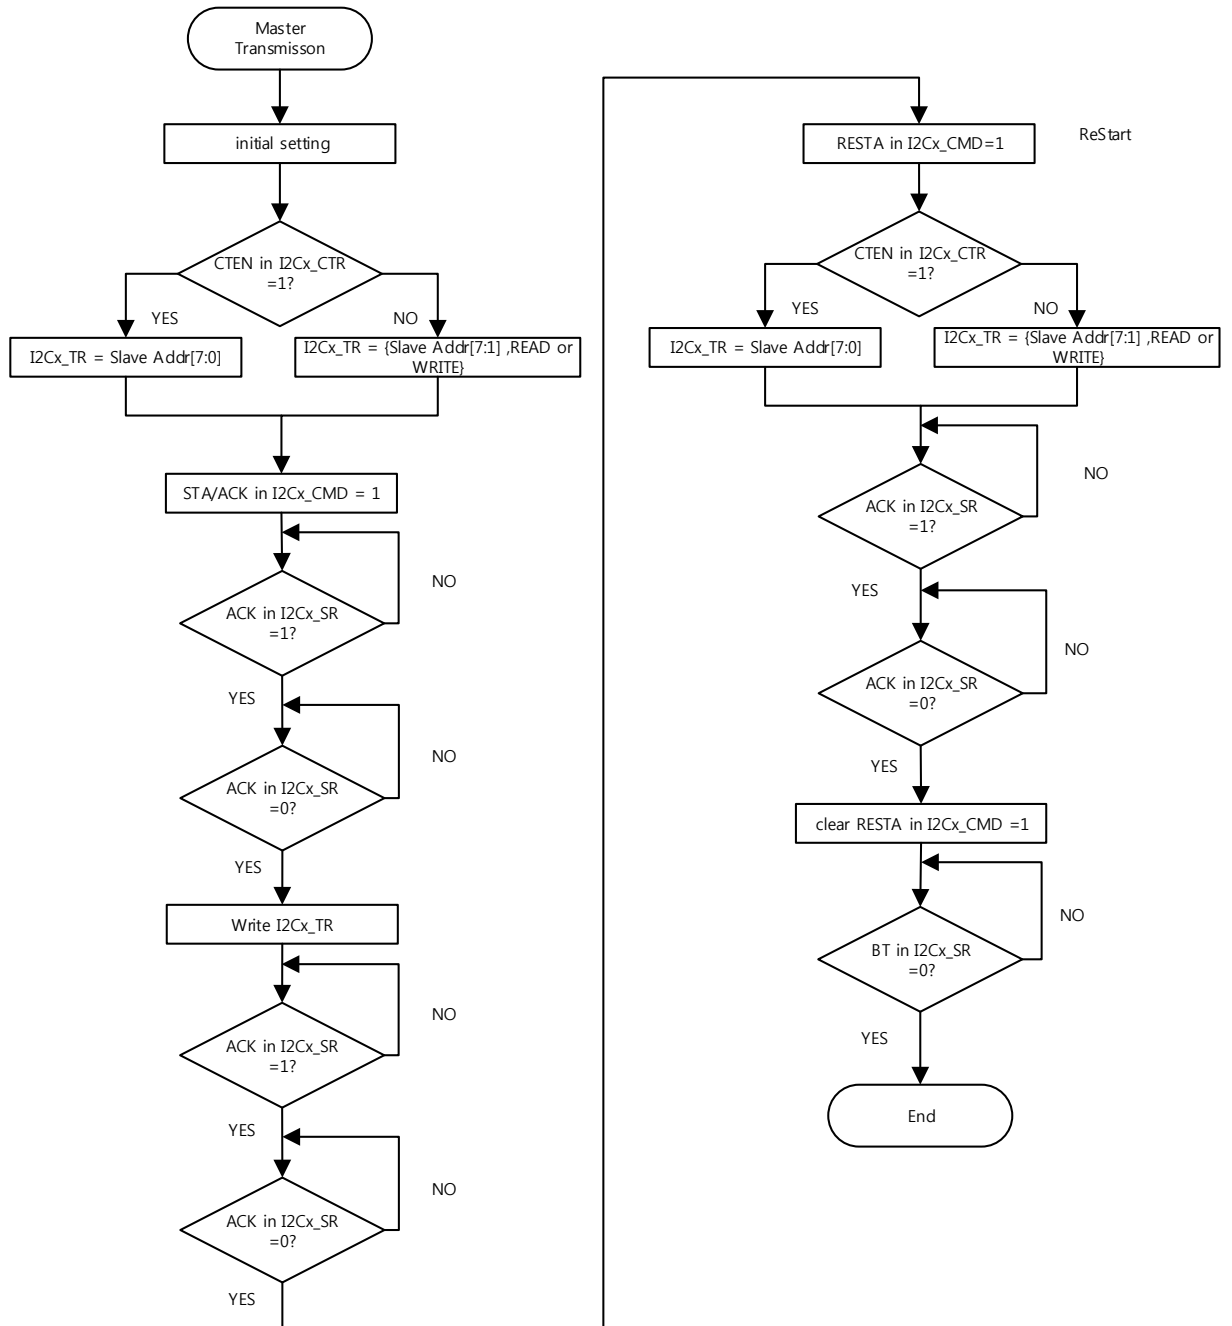 Master
Transmisson
initial setting
CTEN in I2Cx_CTR
=1?
YES
NO
I2Cx_TR = Slave Addr[7:0]
I2Cx_TR = {Slave Addr[7:1] ,READ or
WRITE}
STA/ACK in I2Cx_CMD = 1
NO
ACK in I2Cx_SR
=1?
YES
NO
ACK in I2Cx_SR
=0?
YES
Write I2Cx_TR
NO
ACK in I2Cx_SR
=1?
YES
NO
ACK in I2Cx_SR
=0?
YES
RESTA in I2Cx_CMD=1
ReStart
CTEN in I2Cx_CTR
=1?
YES
NO
I2Cx_TR = Slave Addr[7:0]
I2Cx_TR = {Slave Addr[7:1] ,READ or
WRITE}
NO
ACK in I2Cx_SR
=1?
YES
NO
ACK in I2Cx_SR
=0?
YES
clear RESTA in I2Cx_CMD =1
NO
BT in I2Cx_SR
=0?
YES
End